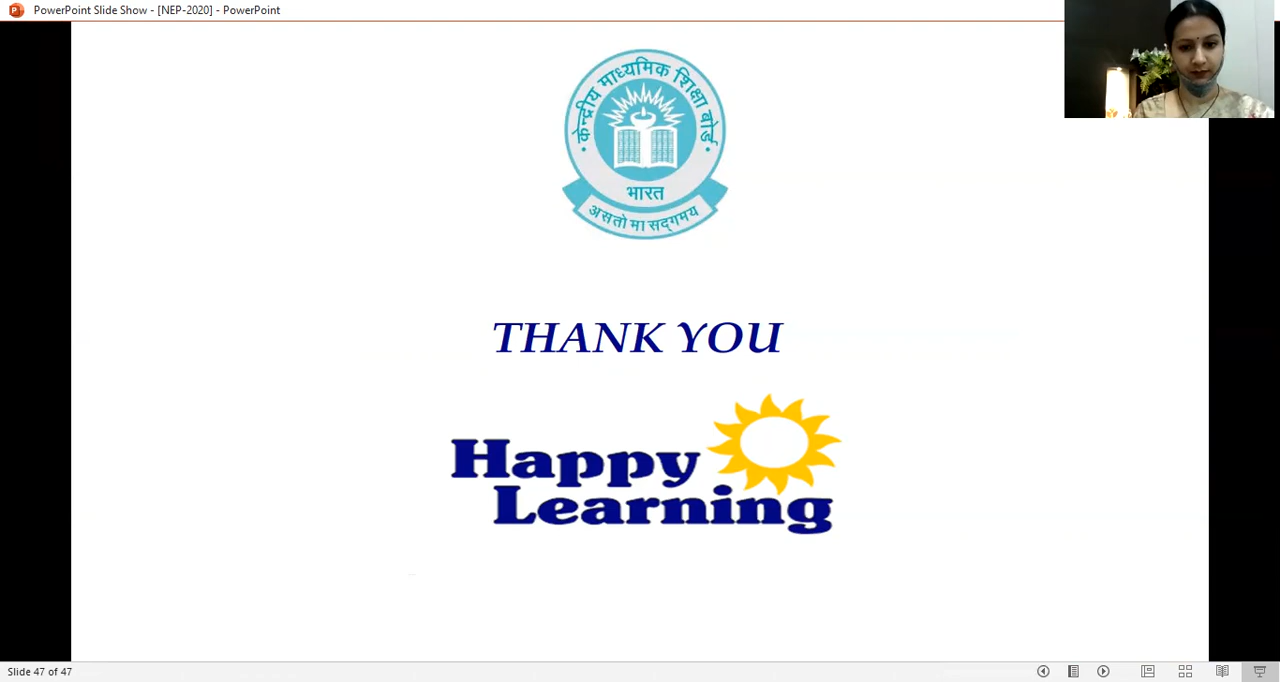 PowerPoint Slide Show - [NEP-2020] - PowerPoint
केन्द्रीय माध्यमिक शिक्षा बोर्ड
भारत
असतो मा सद्गमय
THANK YOU
Happy
Learning
Slide 47 of 47